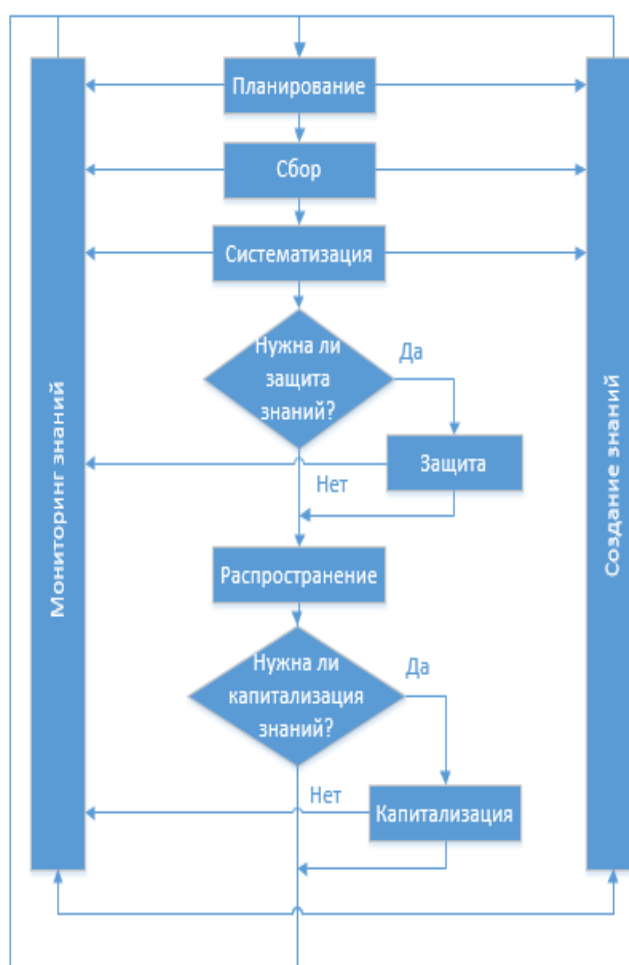 Планирование
Сбор
Систематизация
Нужна ли
защита
знаний?
Да
Защита
Нет
Распространение
Нужна ли
капитализация
знаний?
Да
Нет
Капитализация
Мониторинг знаний
Создание знаний